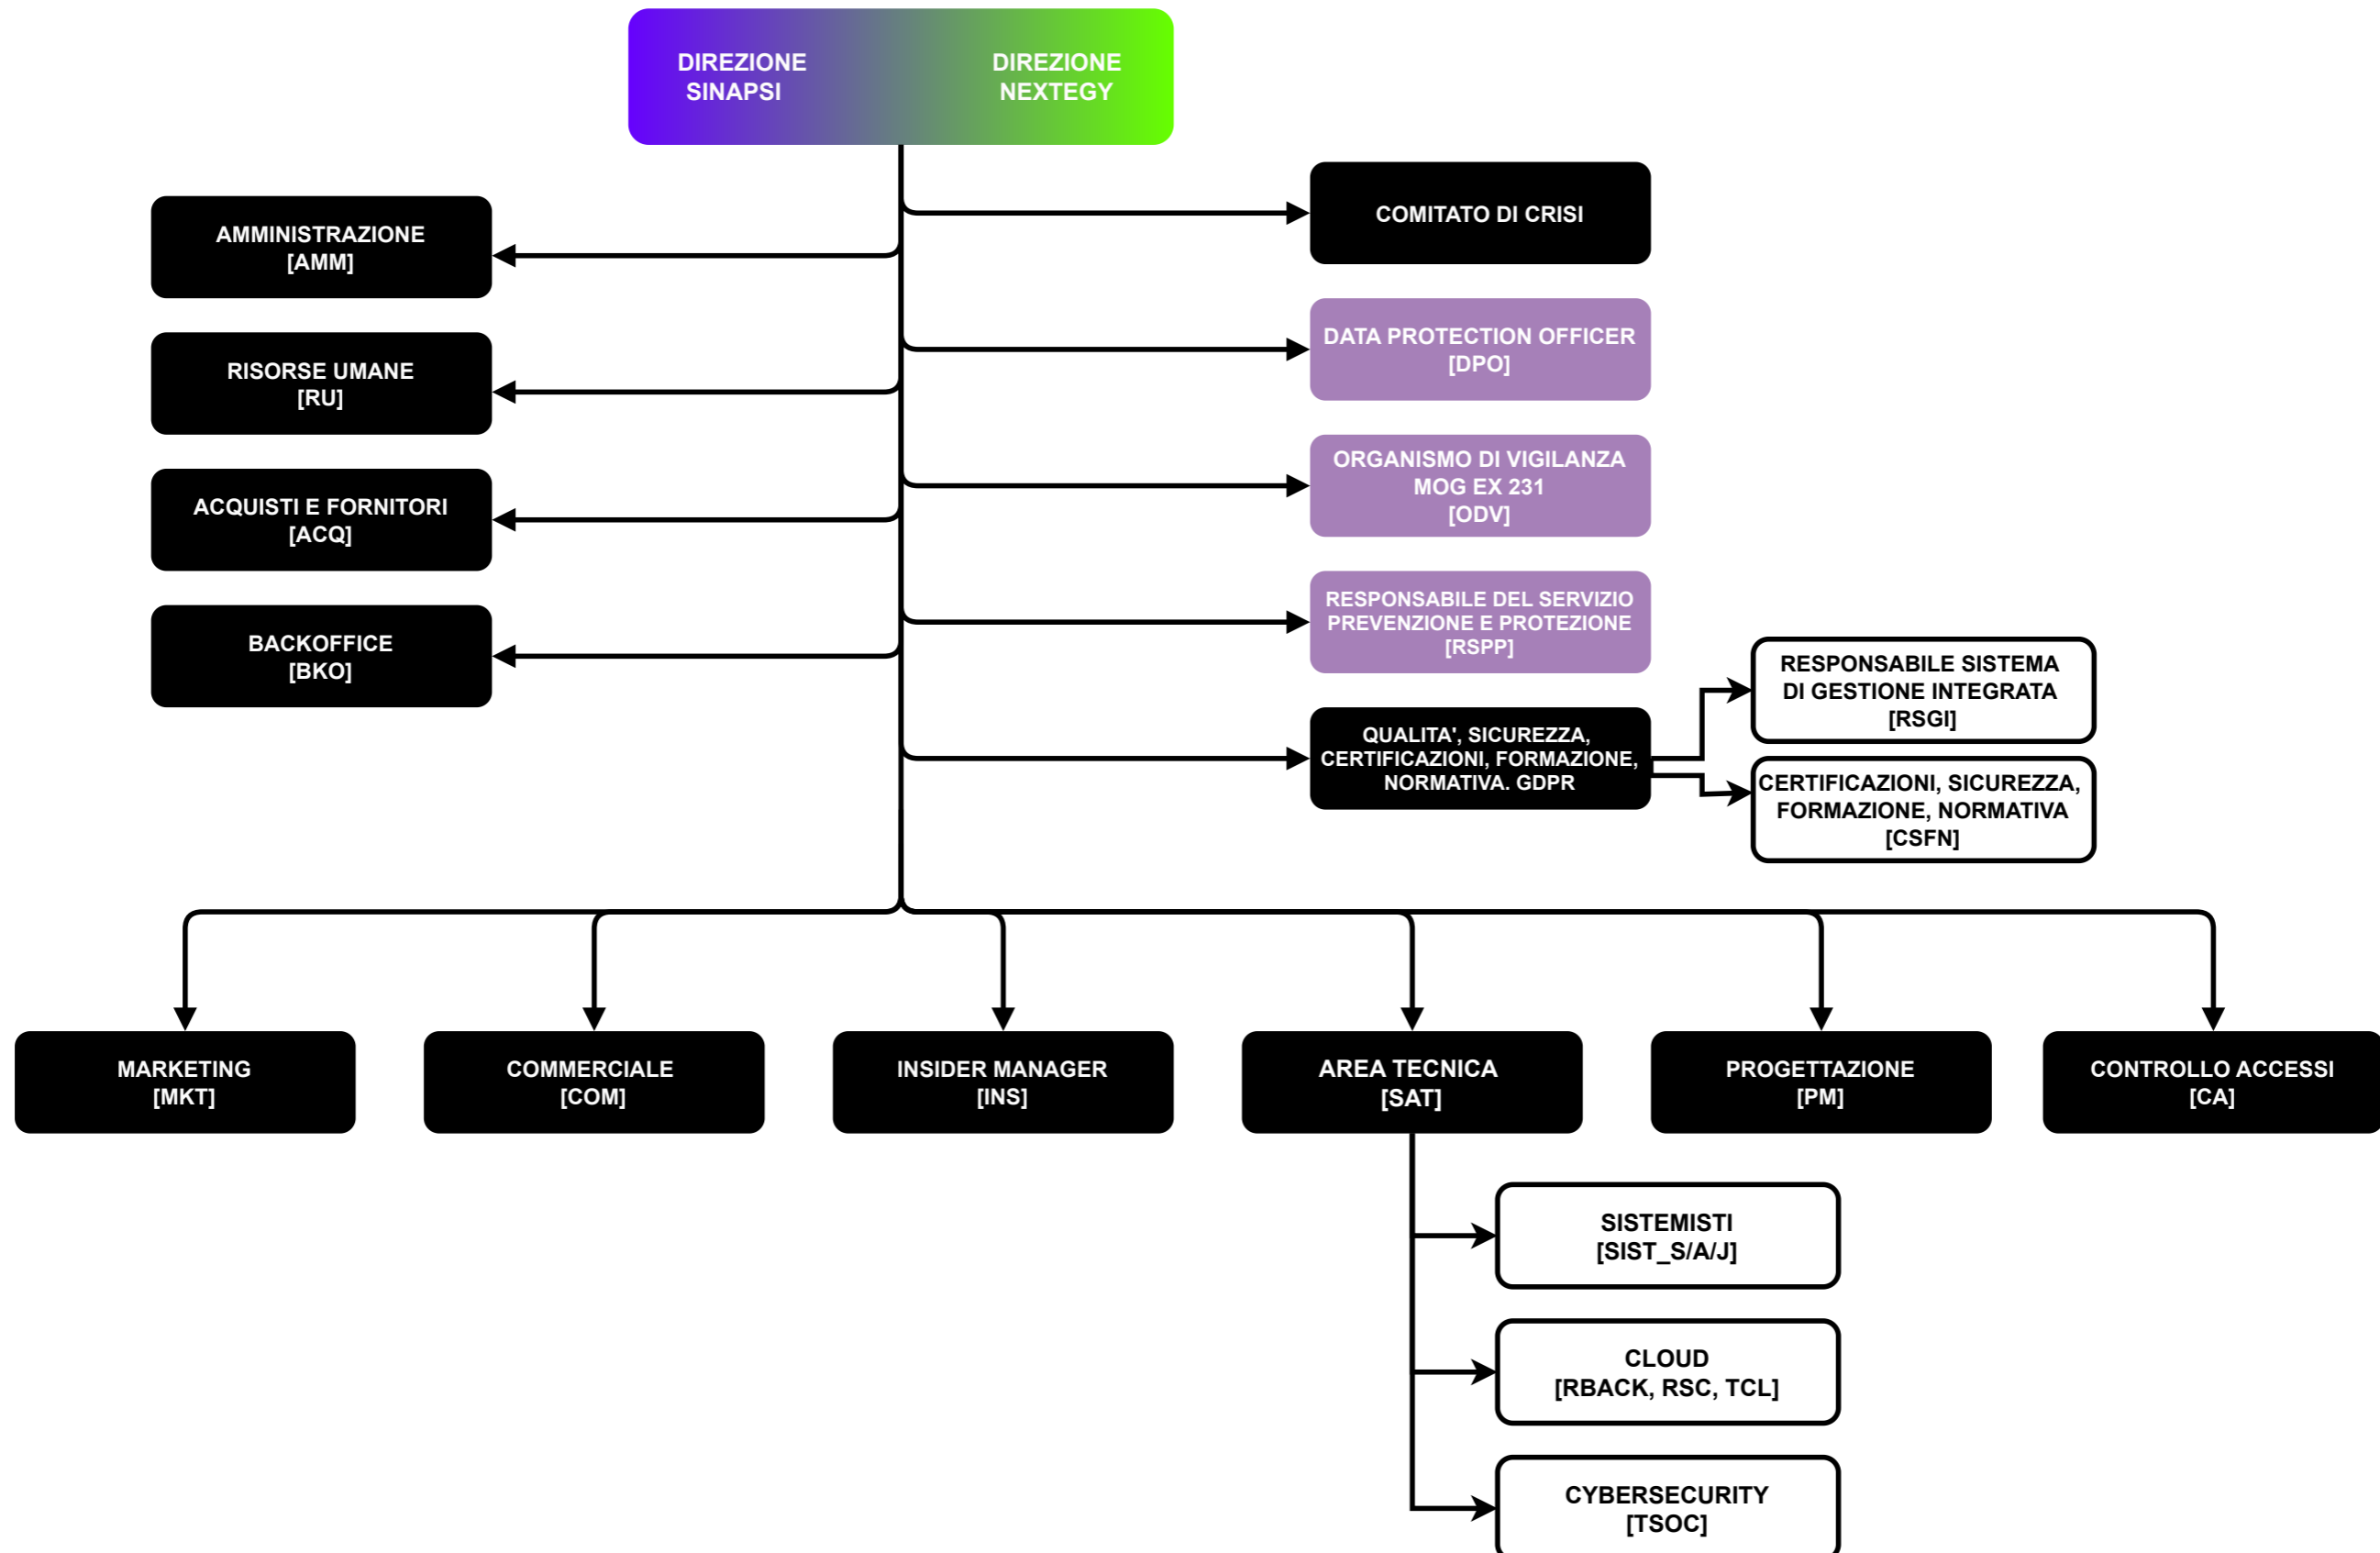 DIREZIONE
SINAPSI
DIREZIONE
NEXTEGY
COMITATO DI CRISI
AMMINISTRAZIONE
[AMM]
DATA PROTECTION OFFICER
[DPO]
RISORSE UMANE
[RU]
ORGANISMO DI VIGILANZA
MOG EX 231
[ODV]
ACQUISTI E FORNITORI
[ACQ]
RESPONSABILE DEL SERVIZIO
PREVENZIONE E PROTEZIONE
[RSPP]
BACKOFFICE
[BKO]
QUALITA', SICUREZZA,
CERTIFICAZIONI, FORMAZIONE,
NORMATIVA. GDPR
RESPONSABILE SISTEMA
DI GESTIONE INTEGRATA
[RSGI]
CERTIFICAZIONI, SICUREZZA,
FORMAZIONE, NORMATIVA
[CSFN]
MARKETING
[MKT]
COMMERCIALE
[COM]
INSIDER MANAGER
[INS]
AREA TECNICA
[SAT]
PROGETTAZIONE
[PM]
CONTROLLO ACCESSI
[CA]
SISTEMISTI
[SIST_S/A/J]
CLOUD
[RBACK, RSC, TCL]
CYBERSECURITY
[TSOC]